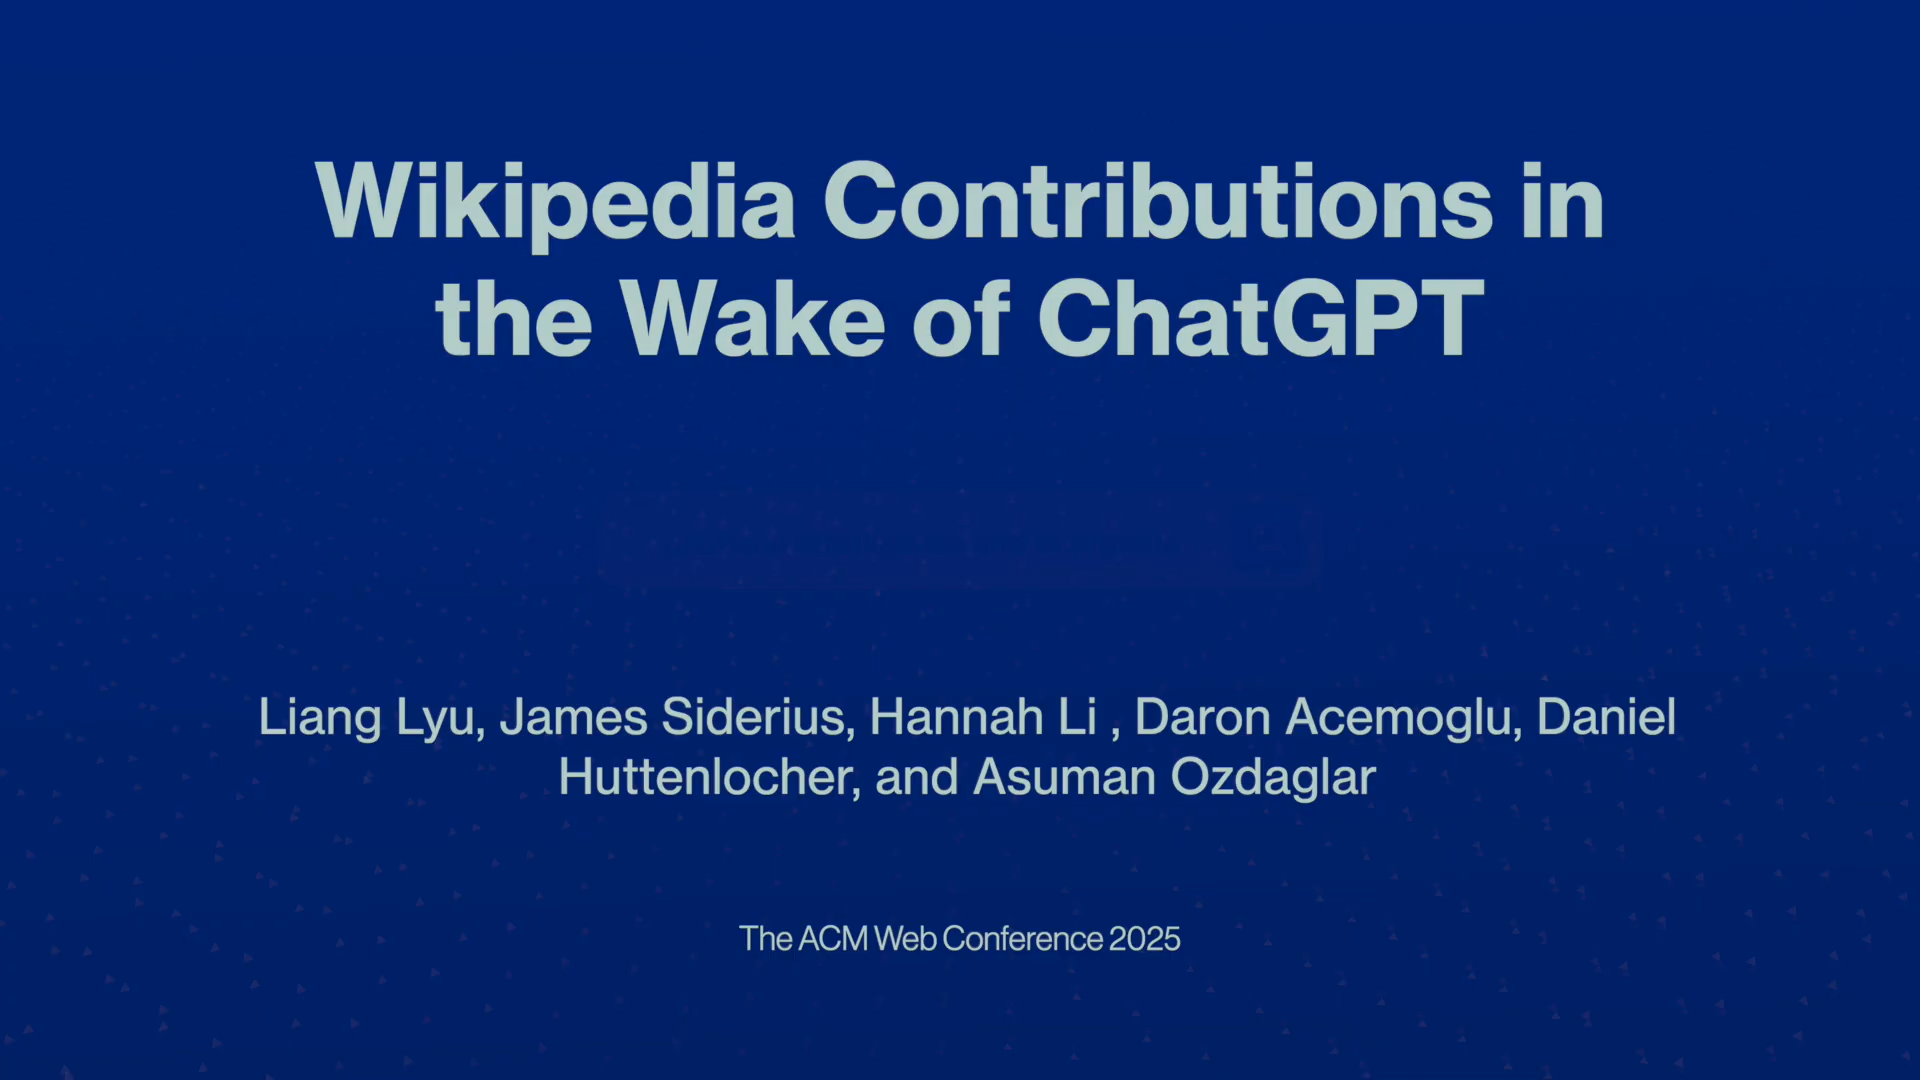 Wikipedia Contributions in
the Wake of ChatGPT
Liang Lyu, James Siderius, Hannah Li , Daron Acemoglu, Daniel
Huttenlocher, and Asuman Ozdaglar
The ACM Web Conference 2025